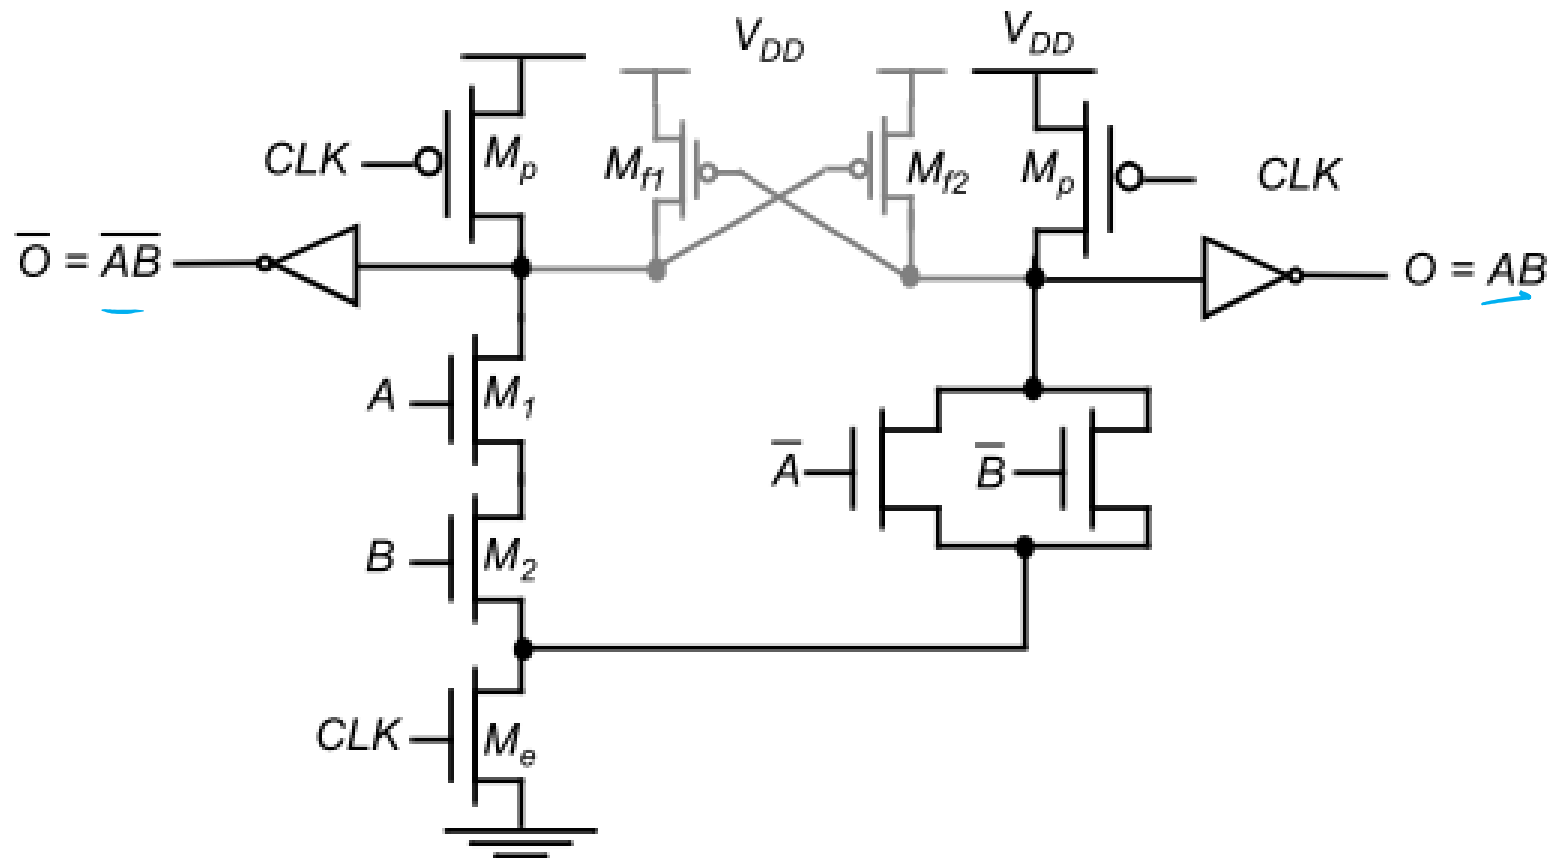 V_DD
V_DD
CLK
M_p
M_f1
M_f2
M_p
CLK
O̅ = A̅B̅
O = AB
A
M_1
A̅
B̅
B
M_2
CLK
M_e